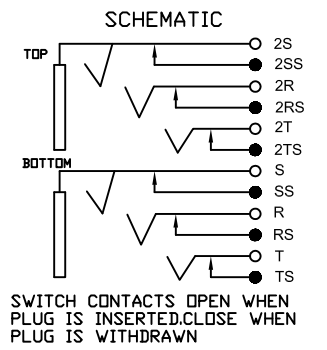 SCHEMATIC
TOP
2S
2SS
2R
2RS
2T
2TS
BOTTOM
S
SS
R
RS
T
TS
SWITCH CONTACTS OPEN WHEN
PLUG IS INSERTED.CLOSE WHEN
PLUG IS WITHDRAWN